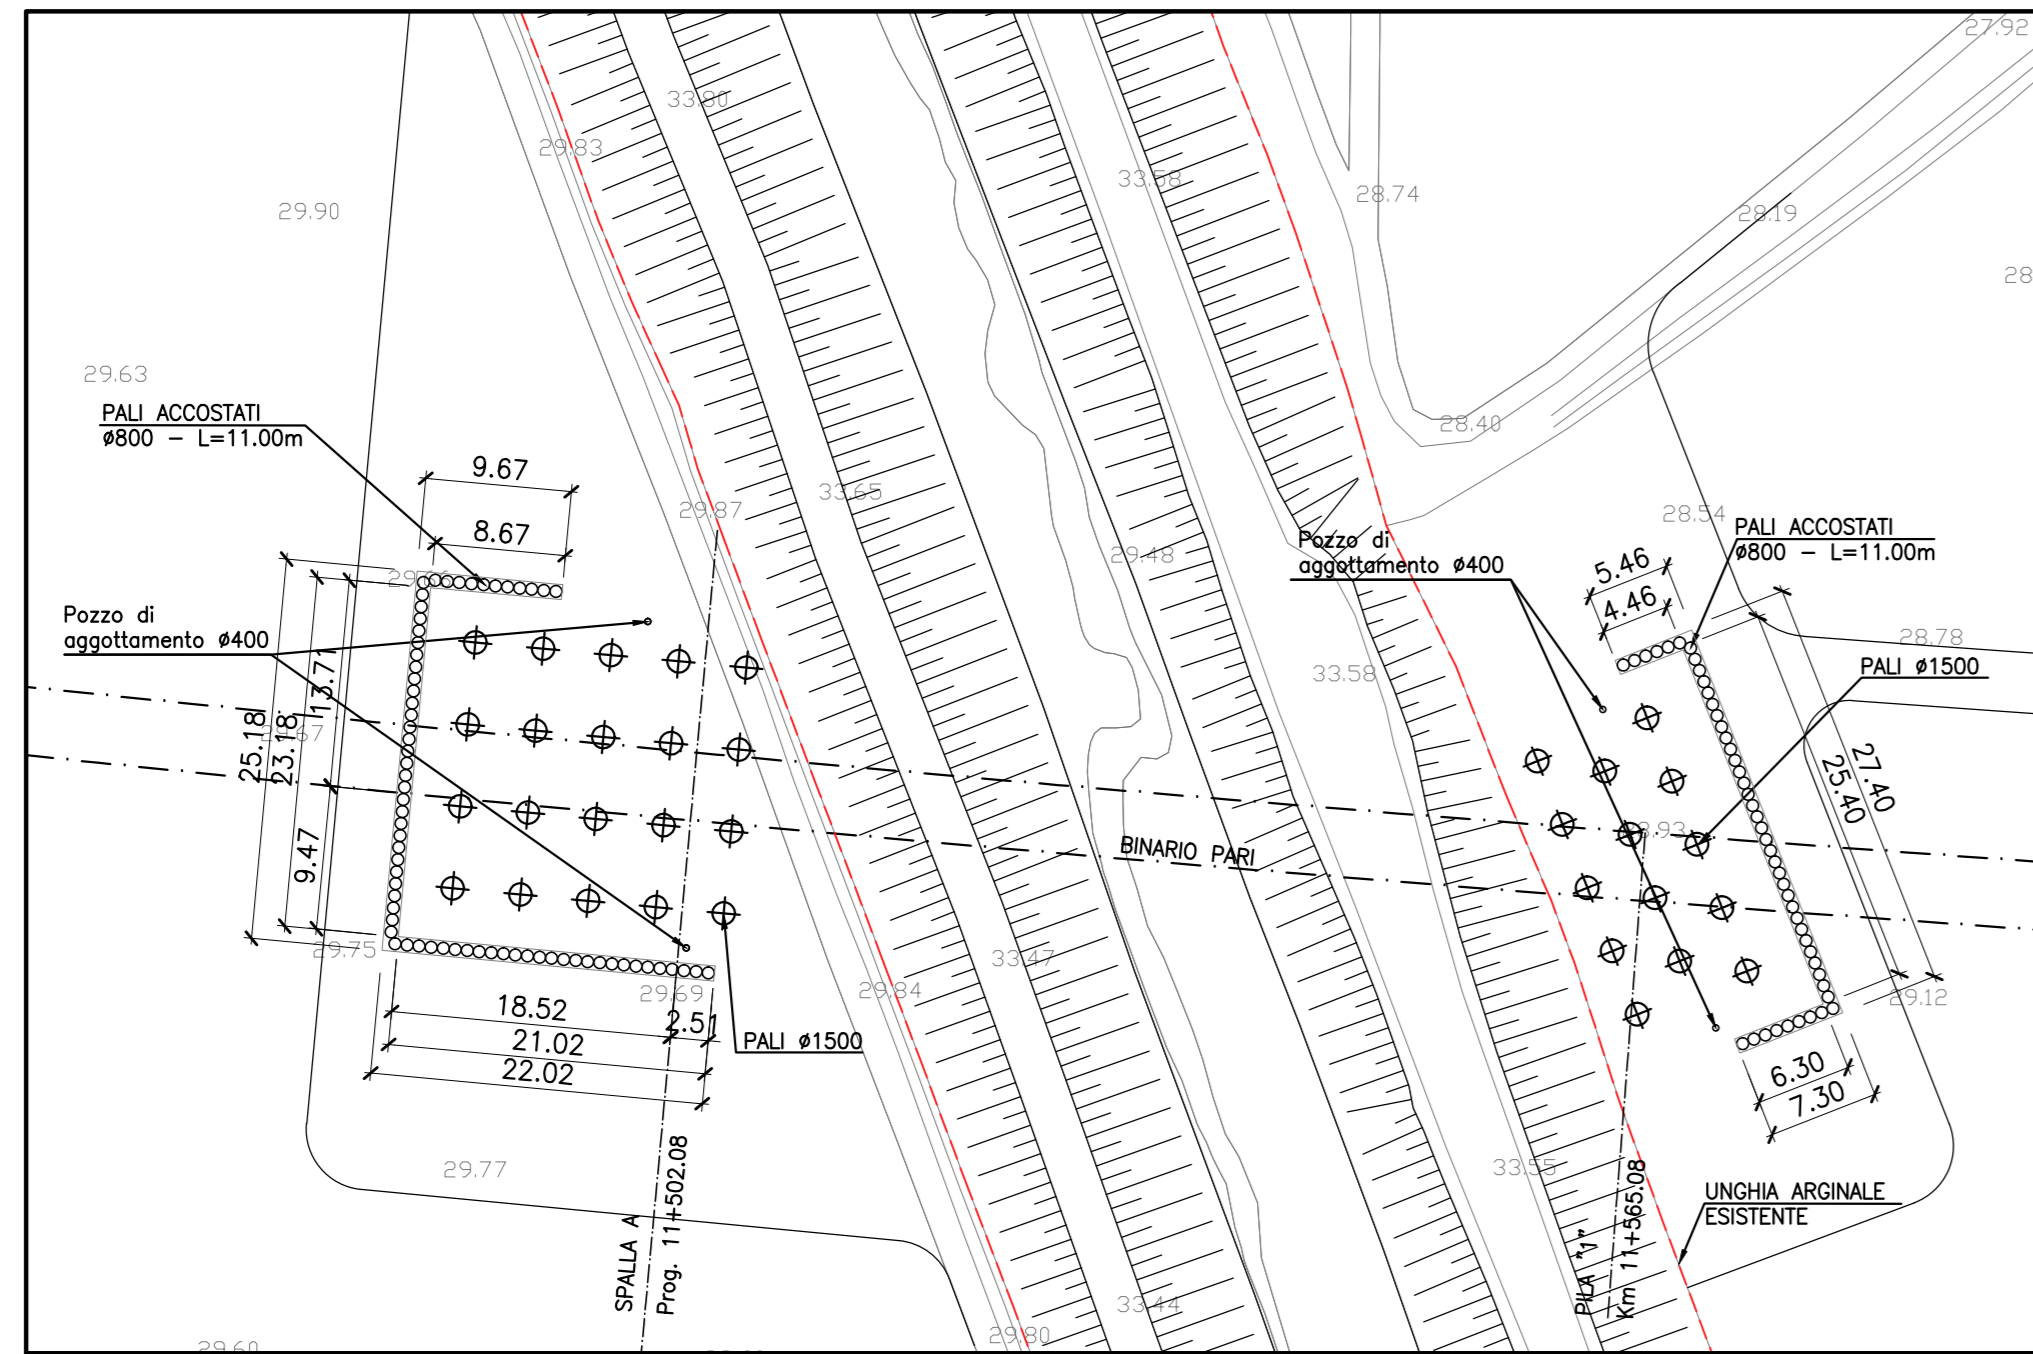 27.92
33.80
29.83
33.58
28.74
29.90
28.19
29.63
PALI ACCOSTATI
ø800 – L=11.00m
28.40
9.67
33.65
29.87
28.54
8.67
29.48
Pozzo di
aggottamento ø400
PALI ACCOSTATI
ø800 – L=11.00m
5.46
4.46
Pozzo di
aggottamento ø400
28.78
33.58
PALI ø1500
13.71
25.18
23.18
29.67
27.40
25.40
9.47
BINARIO PARI
29.75
33.47
29.84
29.69
29.12
18.52
2.51
21.02
PALI ø1500
22.02
6.30
7.30
29.77
33.55
SPALLA A
Prog. 11+502.08
PILA "1"
Km 11+565.08
UNGHIA ARGINALE
ESISTENTE
33.44
29.80
29.60